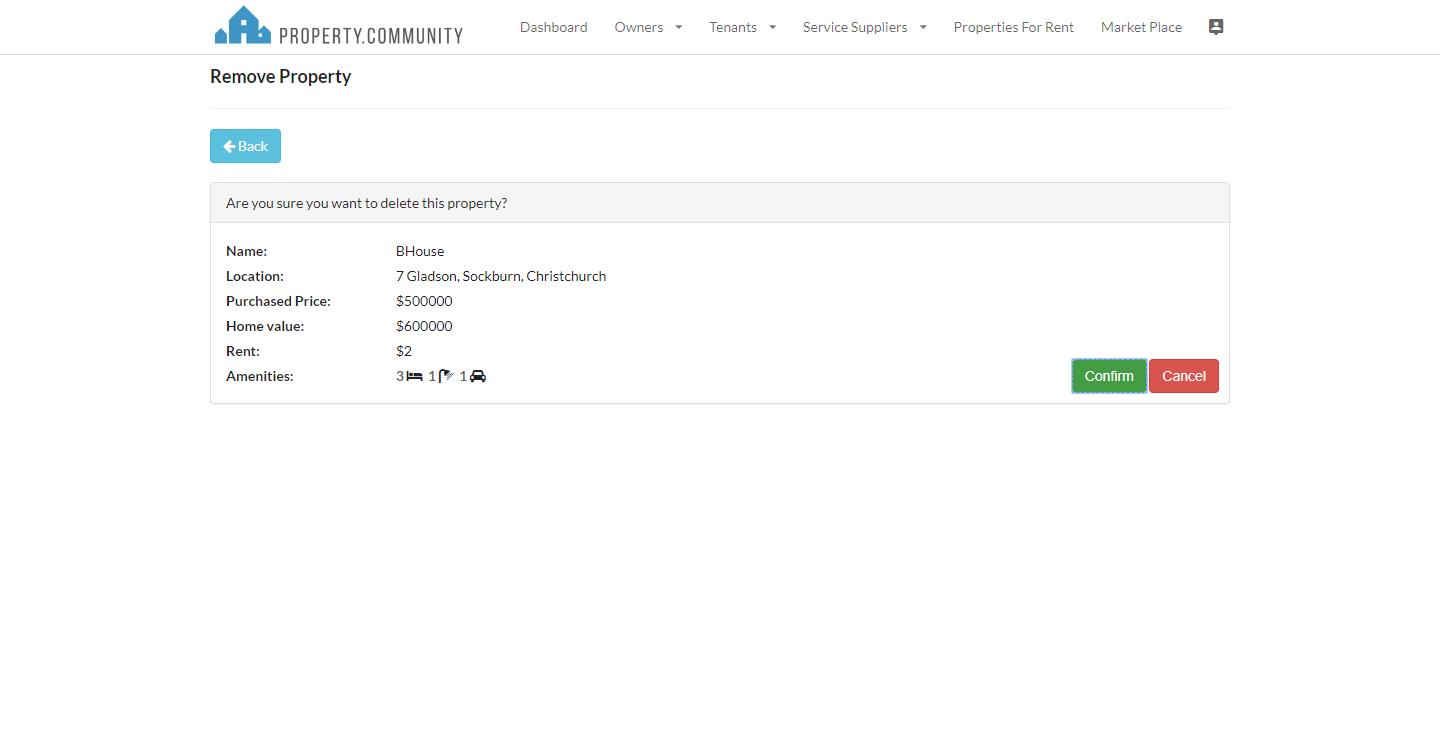 PROPERTY.COMMUNITY Dashboard Owners Tenants Service Suppliers Properties For Rent Market Place
Remove Property
Back
Are you sure you want to delete this property?
Name: BHouse
Location: 7 Gladson, Sockburn, Christchurch
Purchased Price: $500000
Home value: $600000
Rent: $2
Amenities: 3 1 1 Confirm Cancel